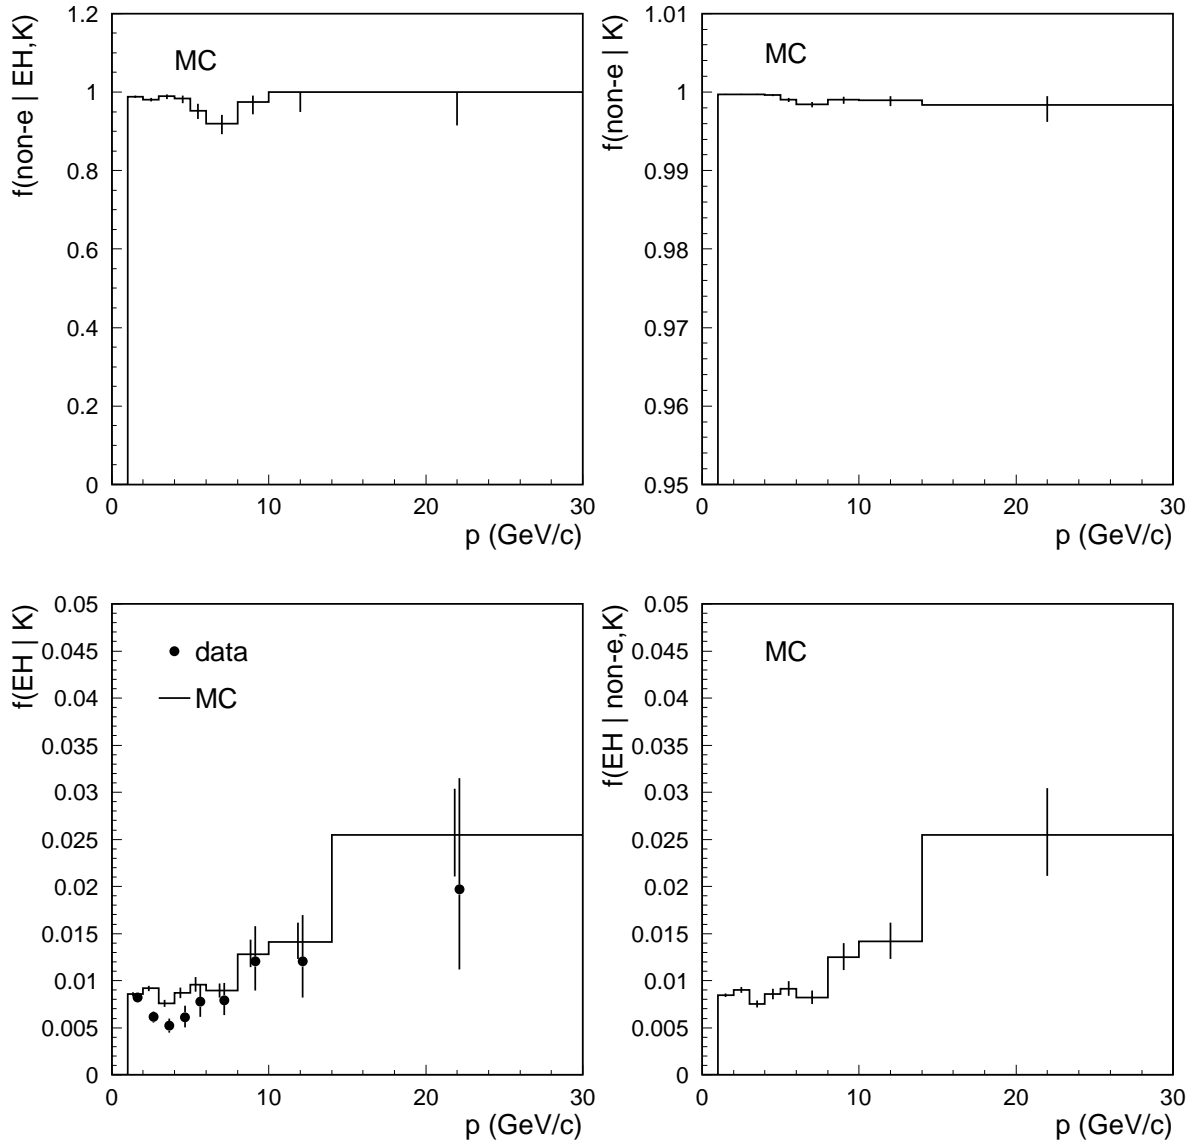 f(non-e | EH,K)
MC
1.2
1
0.8
0.6
0.4
0.2
0
0 10 20 30
p (GeV/c)
f(non-e | K)
MC
1.01
1
0.99
0.98
0.97
0.96
0.95
0 10 20 30
p (GeV/c)
f(EH | K)
data
MC
0.05
0.045
0.04
0.035
0.03
0.025
0.02
0.015
0.01
0.005
0
0 10 20 30
p (GeV/c)
f(EH | non-e,K)
MC
0.05
0.045
0.04
0.035
0.03
0.025
0.02
0.015
0.01
0.005
0
0 10 20 30
p (GeV/c)